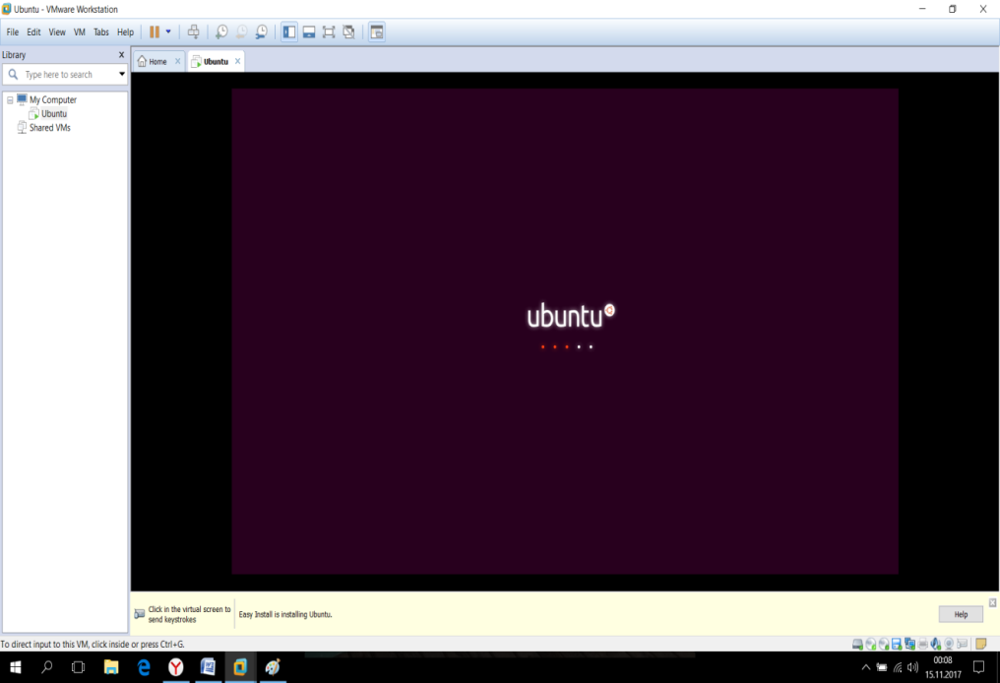 Ubuntu - VMware Workstation
File Edit View VM Tabs Help
Library x
Type here to search
Home × Ubuntu ×
My Computer
Ubuntu
Shared VMs
ubuntu
Click in the virtual screen to
send keystrokes
Easy Install is installing Ubuntu.
Help
To direct input to this VM, click inside or press Ctrl+G.
00:08
15.11.2017